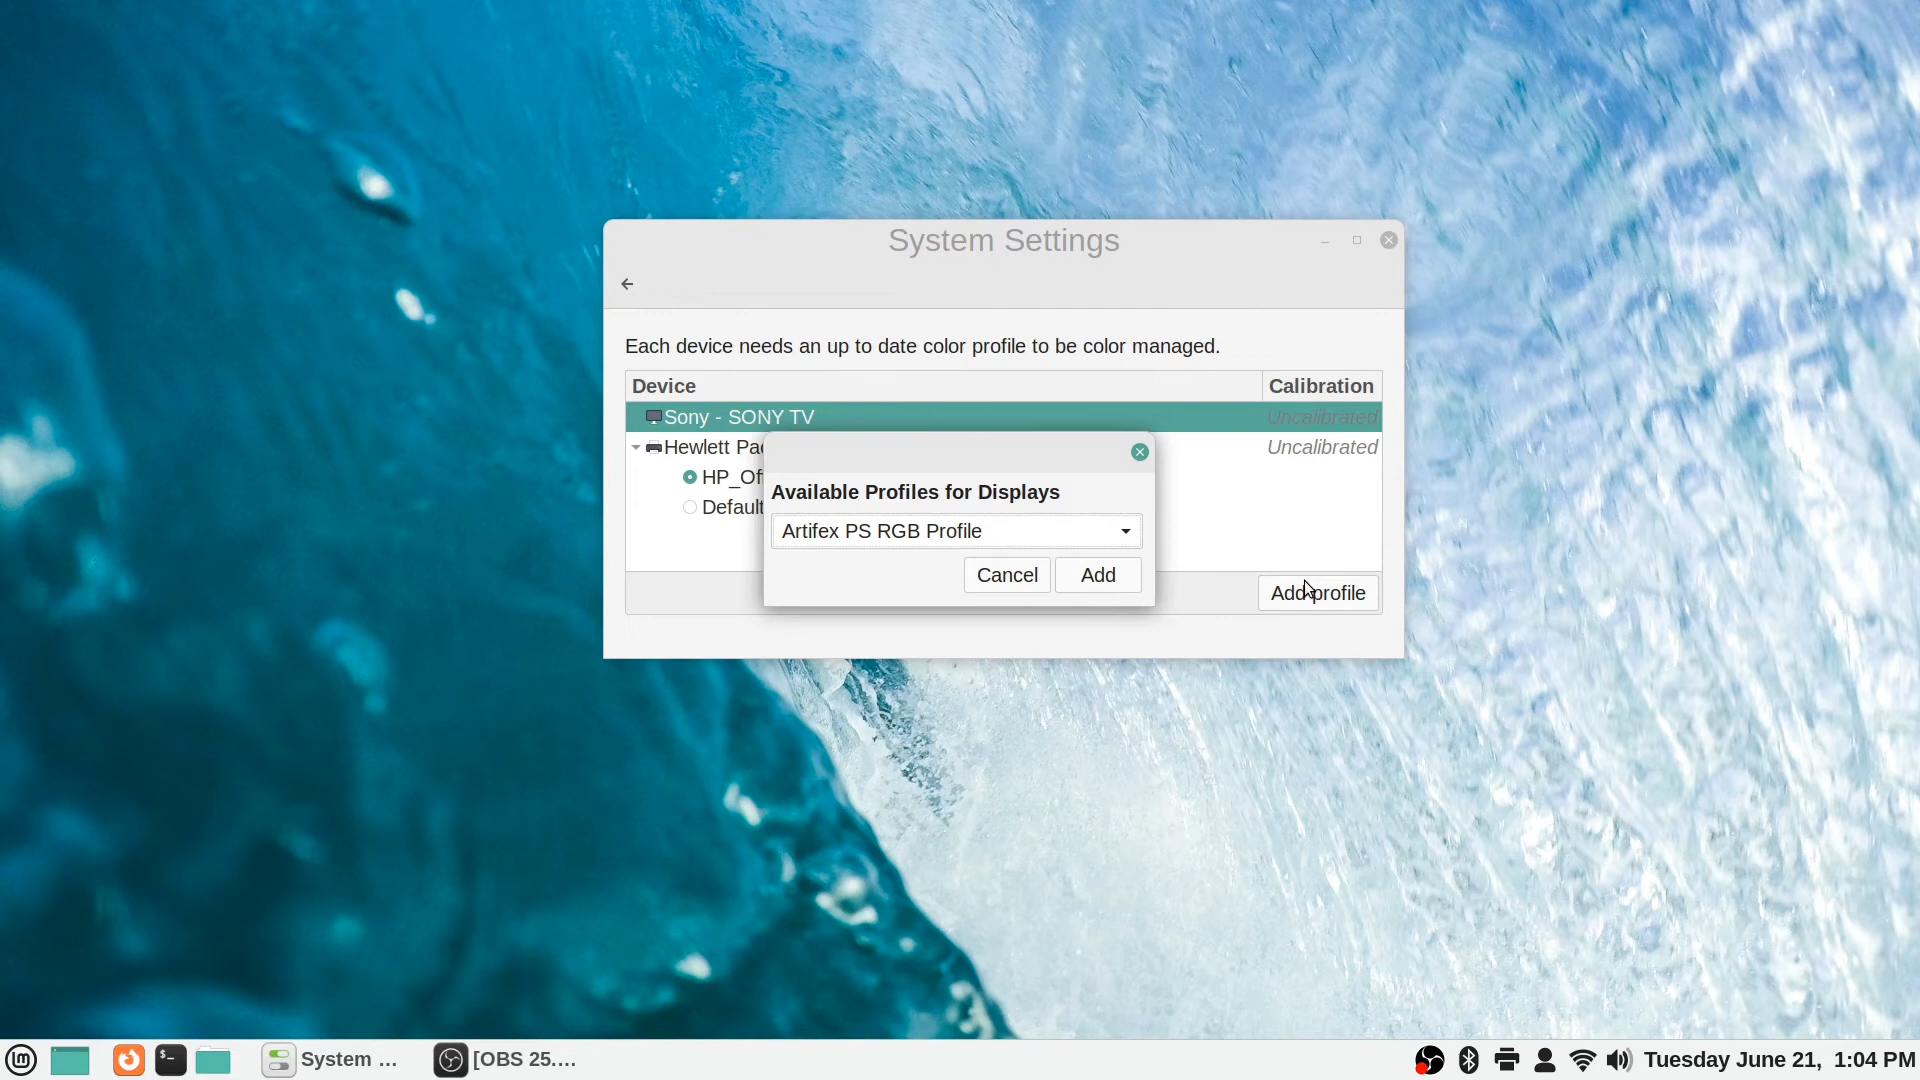 System Settings
Each device needs an up to date color profile to be color managed.
Device Calibration
Sony - SONY TV Uncalibrated
Hewlett Pac Uncalibrated
HP_Of
Default
Available Profiles for Displays
Artifex PS RGB Profile
Cancel Add
Add profile
System ... [OBS 25.... Tuesday June 21, 1:04 PM